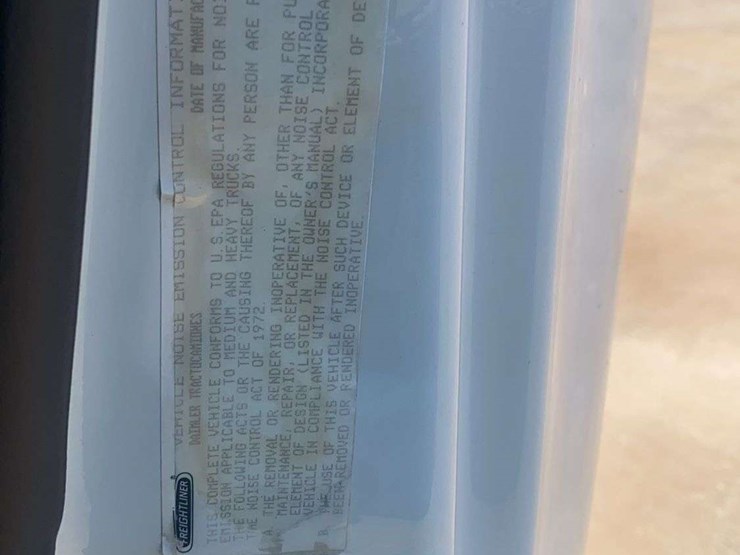 FREIGHTLINER
VEHICLE NOISE EMISSION CONTROL INFORMAT
DAIMLER TRACTOCAMIONES DATE OF MANUFAC
THIS COMPLETE VEHICLE CONFORMS TO U.S.EPA REGULATIONS FOR NOI
EMISSION APPLICABLE TO MEDIUM AND HEAVY TRUCKS.
THE FOLLOWING ACTS OR THE CAUSING THEREOF BY ANY PERSON ARE P
THE NOISE CONTROL ACT OF 1972
A. THE REMOVAL OR RENDERING INOPERATIVE OF, OTHER THAN FOR PU
MAINTENANCE, REPAIR, OR REPLACEMENT, OF ANY NOISE CONTROL
ELEMENT OF DESIGN (LISTED IN THE OWNER'S MANUAL) INCORPORA
VEHICLE IN COMPLIANCE WITH THE NOISE CONTROL ACT.
B. THE USE OF THIS VEHICLE AFTER SUCH DEVICE OR ELEMENT OF DE
BEEN REMOVED OR RENDERED INOPERATIVE.